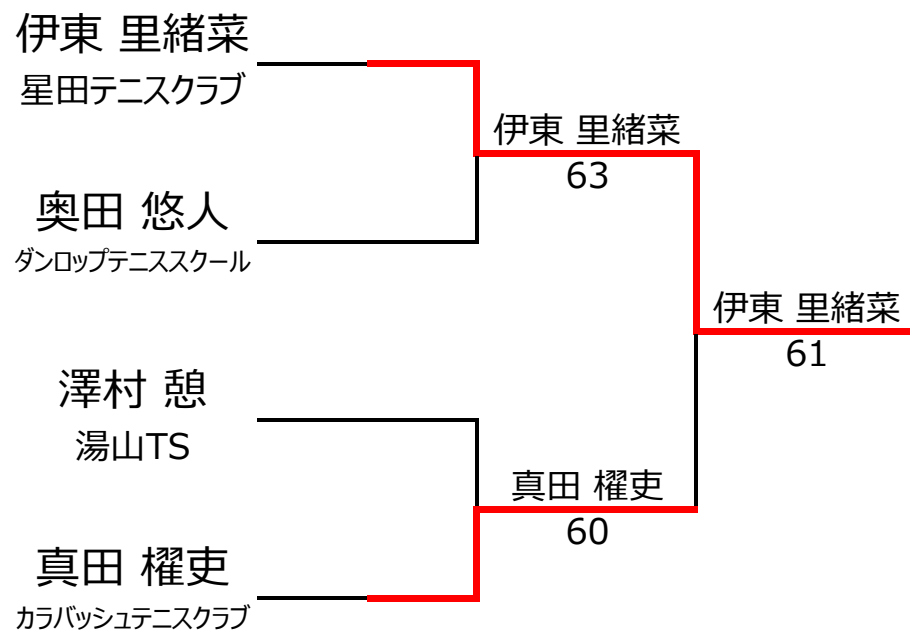 伊東 里緒菜
星田テニスクラブ
伊東 里緒菜
63
奥田 悠人
ダンロップテニススクール
伊東 里緒菜
61
澤村 憩
湯山TS
真田 櫂吏
60
真田 櫂吏
カラバッシュテニスクラブ